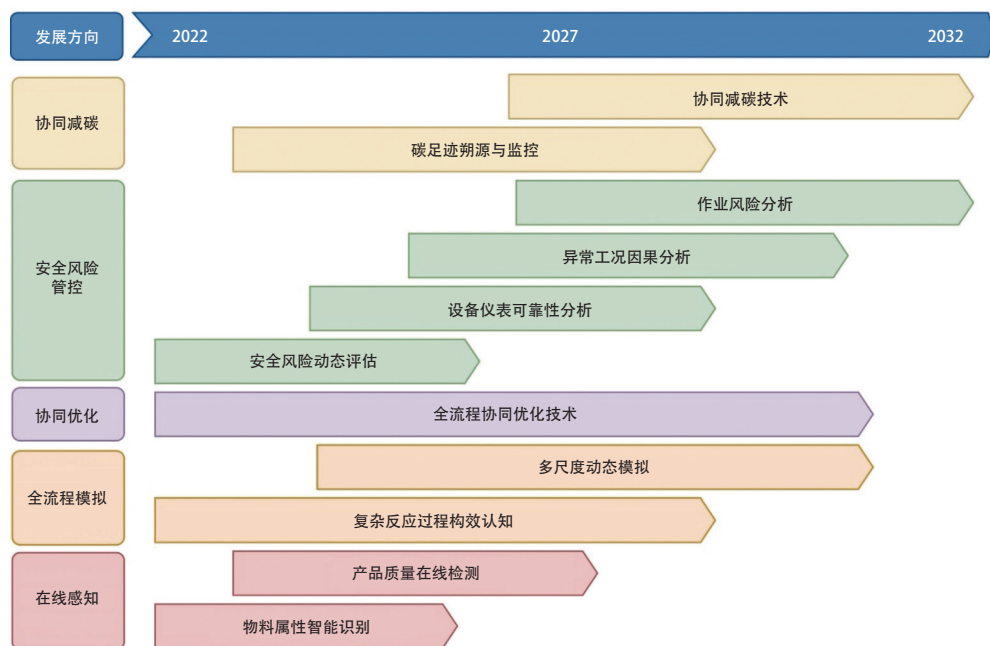 发展方向
2022
2027
2032
协同减碳
协同减碳技术
碳足迹朔源与监控
安全风险
管控
作业风险分析
异常工况因果分析
设备仪表可靠性分析
安全风险动态评估
协同优化
全流程协同优化技术
全流程模拟
多尺度动态模拟
复杂反应过程构效认知
在线感知
产品质量在线检测
物料属性智能识别